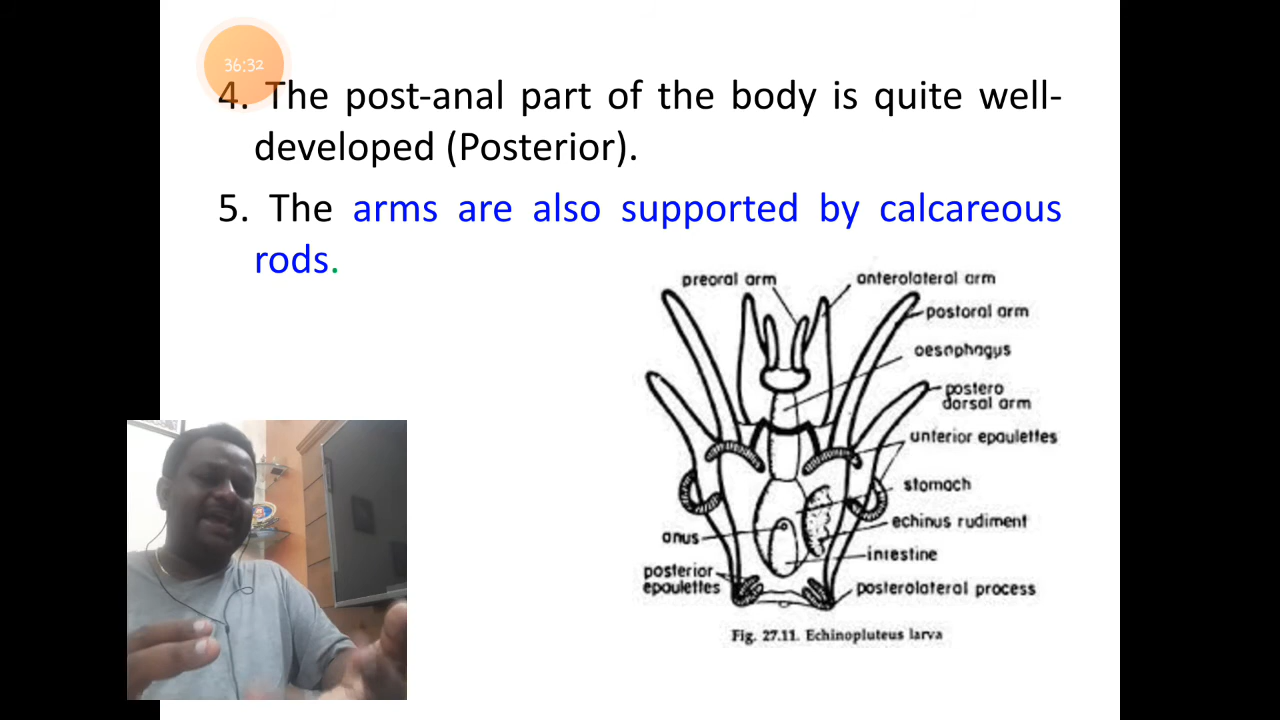 36:32
4. The post-anal part of the body is quite well-
developed (Posterior).
5. The arms are also supported by calcareous
rods.
preoral arm
anterolateral arm
postoral arm
oesophagus
postero
dorsal arm
unferior epaulettes
stomach
echinus rudiment
anus
intestine
posterior
epaulettes
posterolateral process
Fig. 27.11. Echinopluteus larva